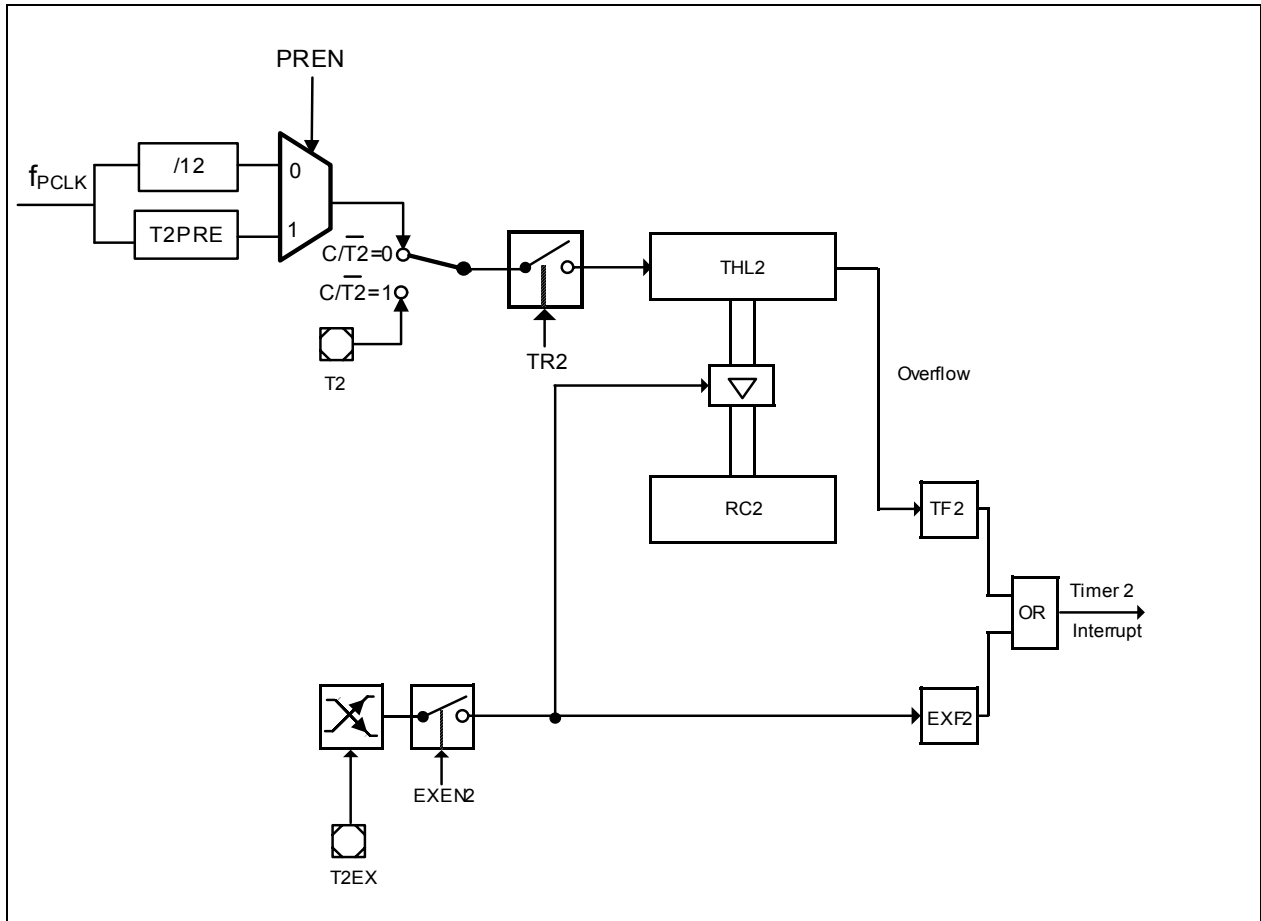 PREN
/12
0
fPCLK
T2PRE
1
C/T2̅=0
C/T2̅=1
THL2
T2
TR2
Overflow
RC2
TF2
Timer 2
OR
Interrupt
EXF2
EXEN2
T2EX